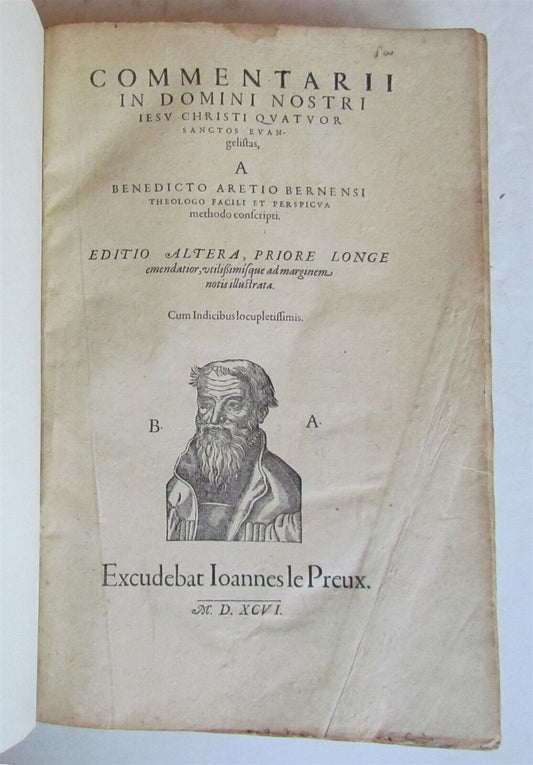 COMMENTARII
IN DOMINI NOSTRI
IESV CHRISTI QVATVOR
SANCTOS EVAN-
geliſtas,
A
BENEDICTO ARETIO BERNENSI
THEOLOGO FACILI ET PERSPICVA
methodo conſcripti.
EDITIO ALTERA, PRIORE LONGE
emendatior, vtiliſsimiſque ad marginem
notis illuſtrata.
Cum Indicibus locupletiſſimis.
B. A.
Excudebat Ioannes le Preux.
M. D. XCVI.